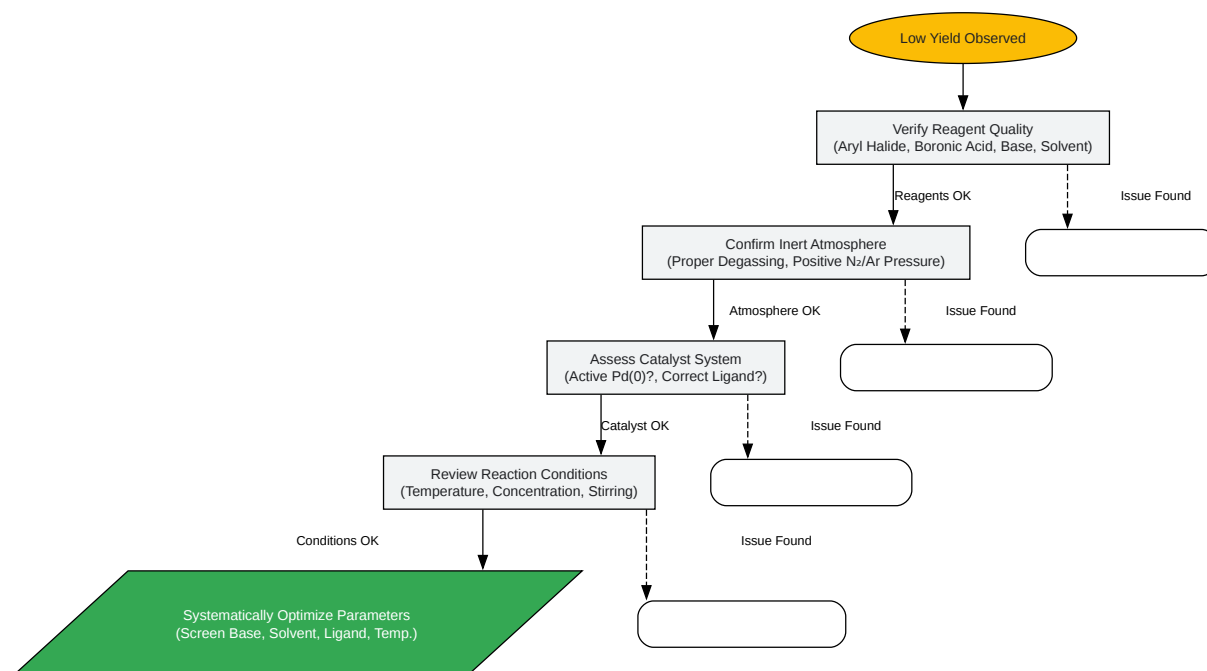 Low Yield Observed
Verify Reagent Quality
(Aryl Halide, Boronic Acid, Base, Solvent)
Reagents OK
Issue Found
Confirm Inert Atmosphere
(Proper Degassing, Positive N₂/Ar Pressure)
Atmosphere OK
Issue Found
Assess Catalyst System
(Active Pd(0)?, Correct Ligand?)
Catalyst OK
Issue Found
Review Reaction Conditions
(Temperature, Concentration, Stirring)
Conditions OK
Issue Found
Systematically Optimize Parameters
(Screen Base, Solvent, Ligand, Temp.)